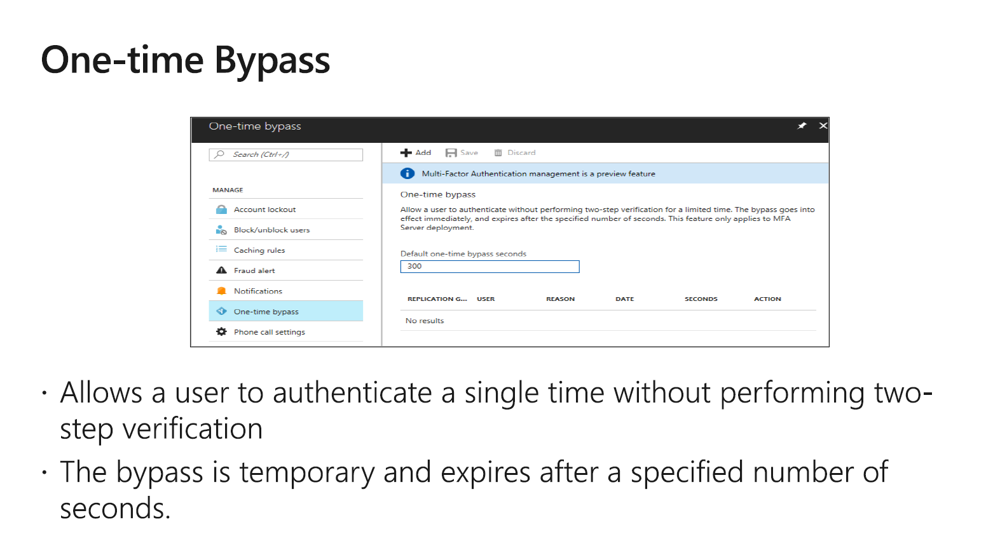 One-time Bypass
One-time bypass
Search (Ctrl+/)
MANAGE
Account lockout
Block/unblock users
Caching rules
Fraud alert
Notifications
One-time bypass
Phone call settings
Add Save Discard
Multi-Factor Authentication management is a preview feature
One-time bypass
Allow a user to authenticate without performing two-step verification for a limited time. The bypass goes into
effect immediately, and expires after the specified number of seconds. This feature only applies to MFA
Server deployment.
Default one-time bypass seconds
300
REPLICATION G... USER REASON DATE SECONDS ACTION
No results
· Allows a user to authenticate a single time without performing two-
step verification
· The bypass is temporary and expires after a specified number of
seconds.